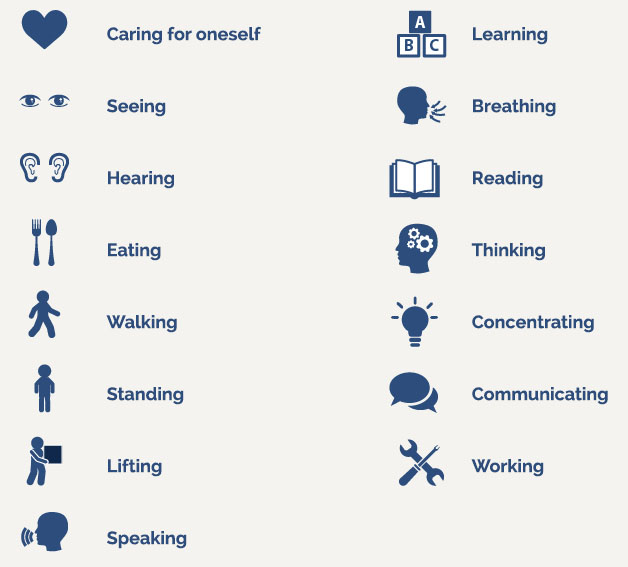 Caring for oneself
Seeing
Hearing
Eating
Walking
Standing
Lifting
Speaking
A
B C
Learning
Breathing
Reading
Thinking
Concentrating
Communicating
Working